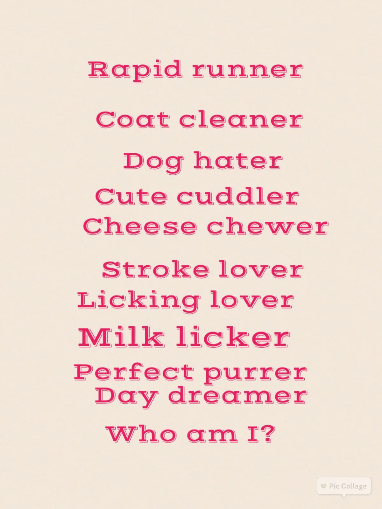 Rapid runner
Coat cleaner
Dog hater
Cute cuddler
Cheese chewer
Stroke lover
Licking lover
Milk licker
Perfect purrer
Day dreamer
Who am I?
Pic Collage